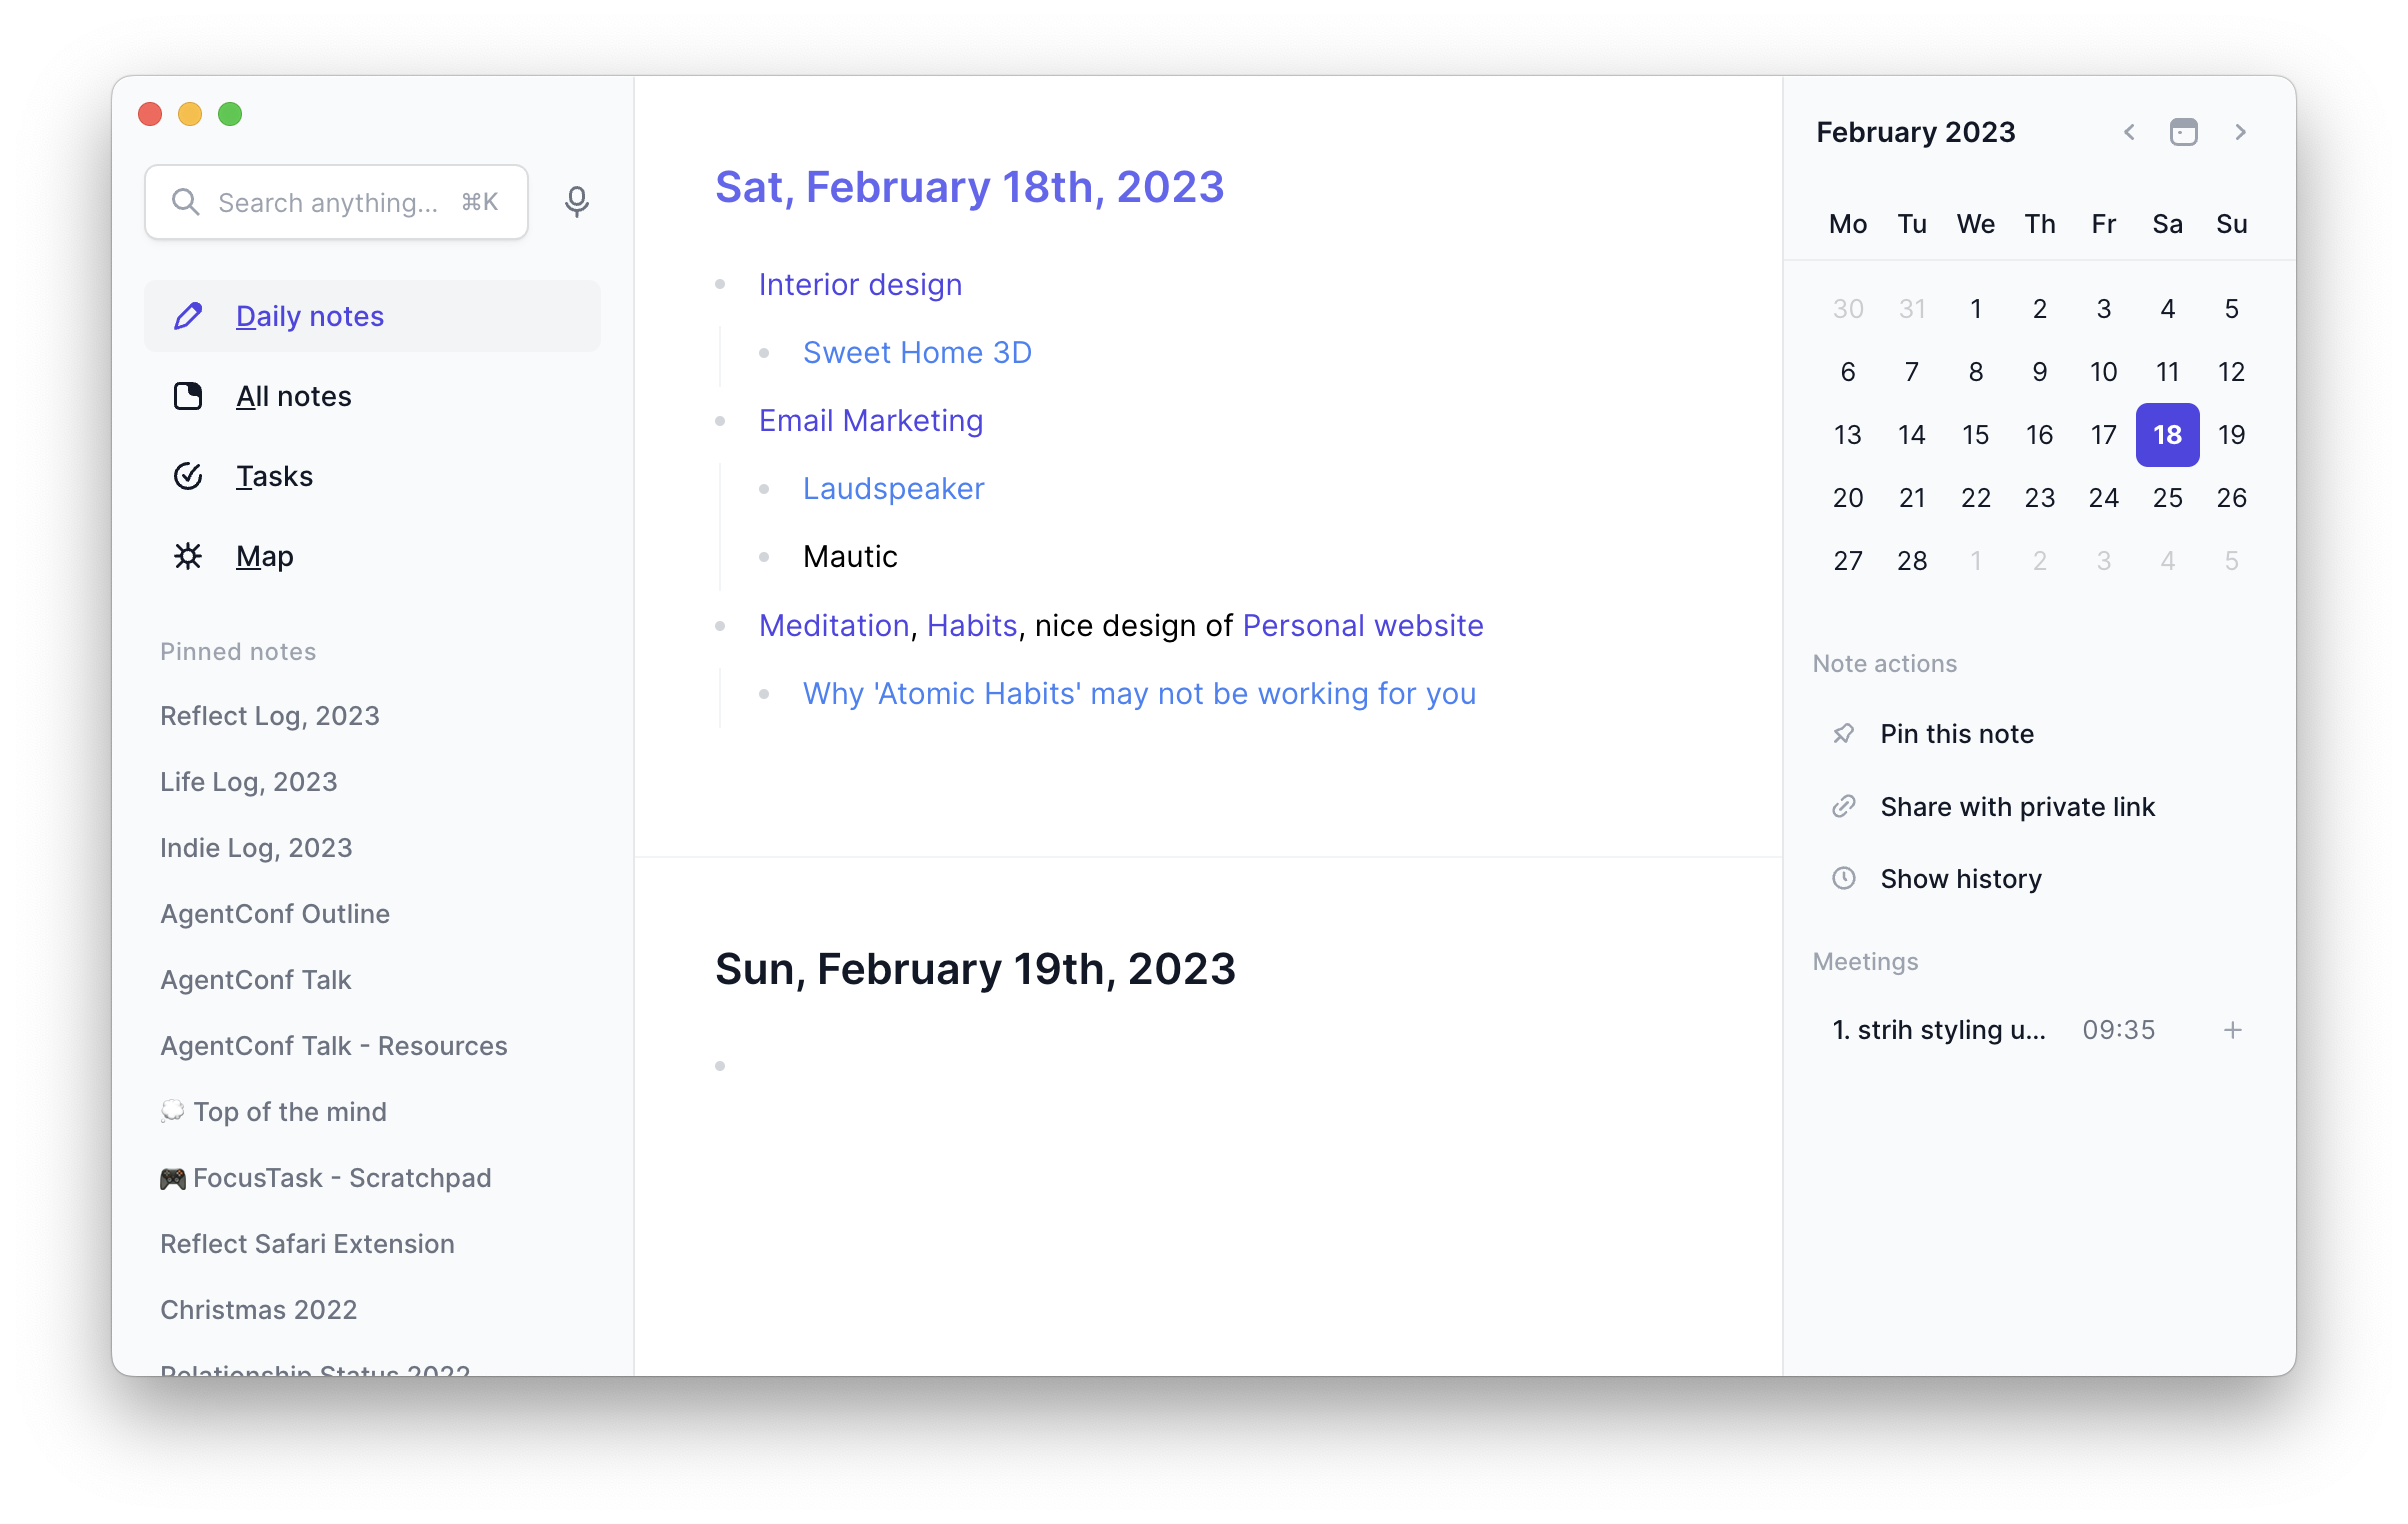 Search anything... ⌘K
Daily notes
All notes
Tasks
Map
Pinned notes
Reflect Log, 2023
Life Log, 2023
Indie Log, 2023
AgentConf Outline
AgentConf Talk
AgentConf Talk - Resources
💭 Top of the mind
🎮 FocusTask - Scratchpad
Reflect Safari Extension
Christmas 2022
Relationship Status 2022
Sat, February 18th, 2023
Interior design
Sweet Home 3D
Email Marketing
Laudspeaker
Mautic
Meditation, Habits, nice design of Personal website
Why 'Atomic Habits' may not be working for you
Sun, February 19th, 2023
February 2023
Mo Tu We Th Fr Sa Su
30 31 1 2 3 4 5
6 7 8 9 10 11 12
13 14 15 16 17 18 19
20 21 22 23 24 25 26
27 28 1 2 3 4 5
Note actions
Pin this note
Share with private link
Show history
Meetings
1. strih styling u... 09:35 +